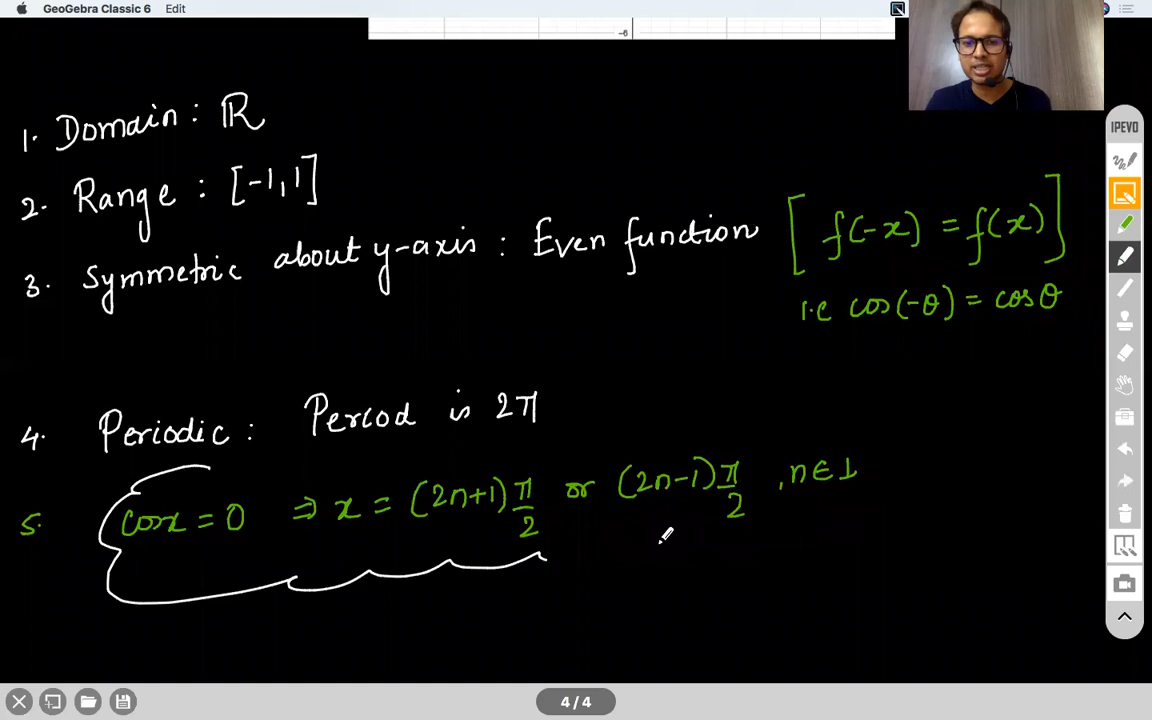 GeoGebra Classic 6 Edit
-6
IPEVO
1. Domain : ℝ
2. Range : [-1,1]
3. Symmetric about y-axis : Even function [ f(-x) = f(x) ]
i.e cos(-θ) = cosθ
4. Periodic : Period is 2π
5. cosx = 0 ⇒ x = (2n+1)π/2 or (2n-1)π/2 , n∈I
4 / 4